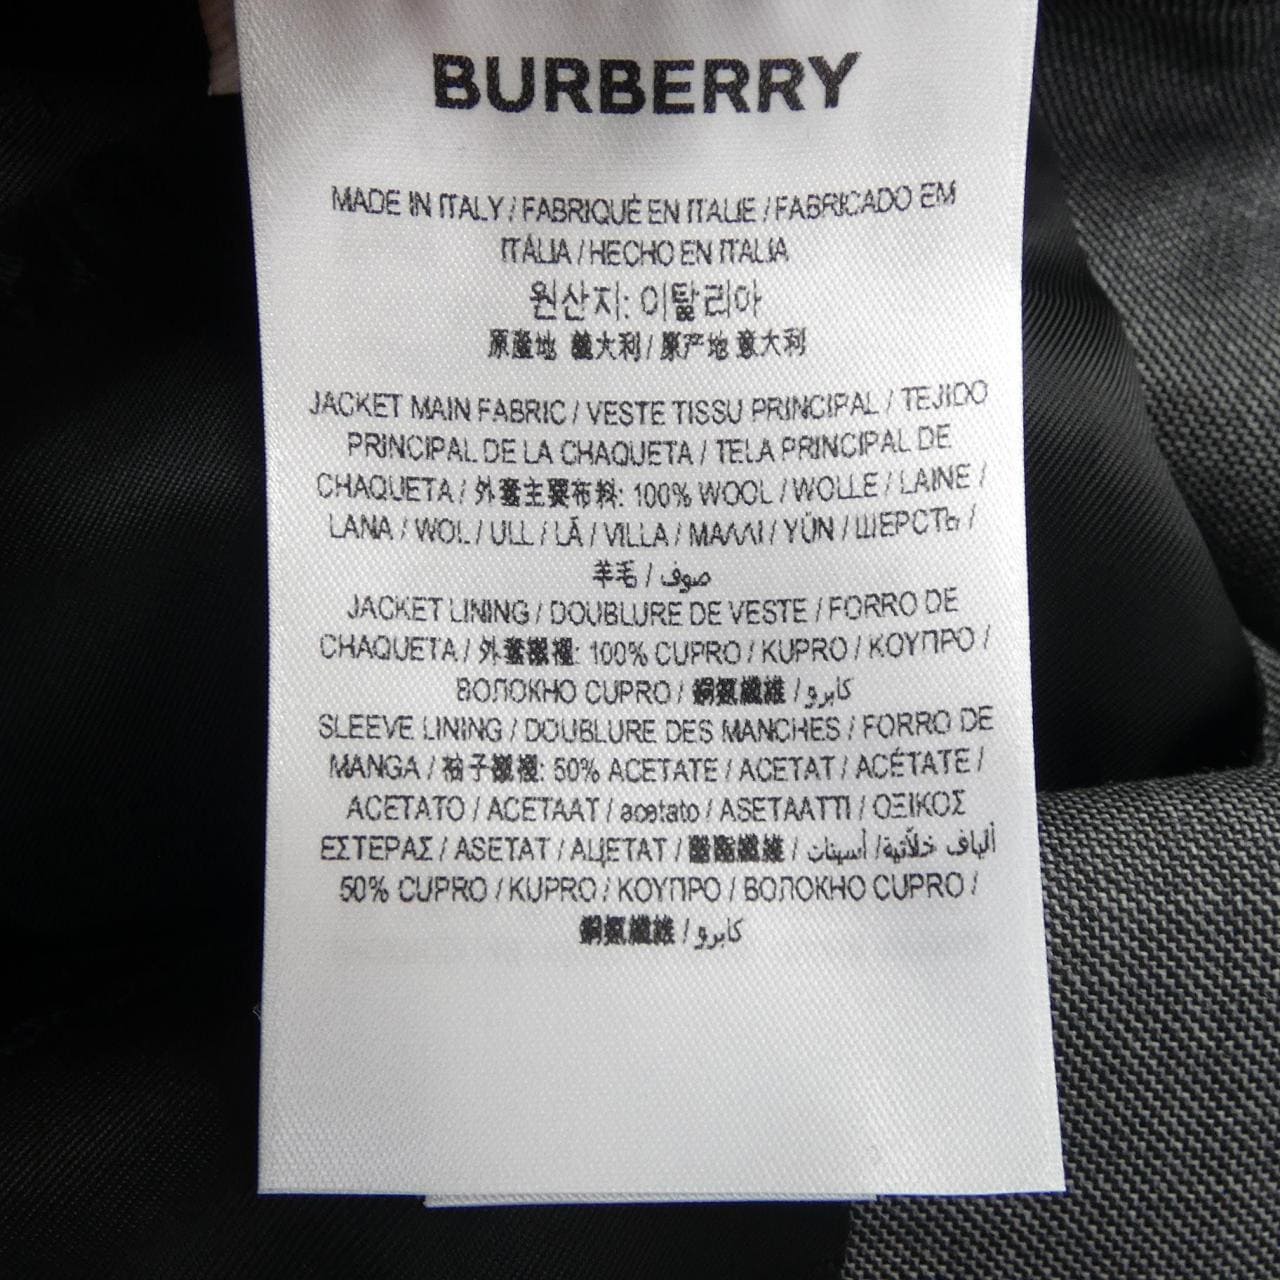 BURBERRY
MADE IN ITALY / FABRIQUÉ EN ITALIE / FABRICADO EM
ITÁLIA / HECHO EN ITALIA
원산지: 이탈리아
原產地 義大利 / 原产地 意大利
JACKET MAIN FABRIC / VESTE TISSU PRINCIPAL / TEJIDO
PRINCIPAL DE LA CHAQUETA / TELA PRINCIPAL DE
CHAQUETA / 外套主要布料: 100% WOOL / WOLLE / LAINE /
LANA / WOL / ULL / LÃ / VILLA / ΜΑΛΛΙ / YÜN / ШЕРСТЬ /
羊毛 / صوف
JACKET LINING / DOUBLURE DE VESTE / FORRO DE
CHAQUETA / 外套襯裡: 100% CUPRO / KUPRO / ΚΟΥΠΡΟ /
ВОЛОКНО CUPRO / 銅氨纖維 / كابرو
SLEEVE LINING / DOUBLURE DES MANCHES / FORRO DE
MANGA / 袖子襯裡: 50% ACETATE / ACETAT / ACÉTATE /
ACETATO / ACETAAT / acetato / ASETAATTI / ΟΞΙΚΟΣ
ΕΣΤΕΡΑΣ / ASETAT / АЦЕТАТ / 醋酯纖維 / ألياف خلاّتية/ أسيتات
50% CUPRO / KUPRO / ΚΟΥΠΡΟ / ВОЛОКНО CUPRO /
銅氨纖維 / كابرو